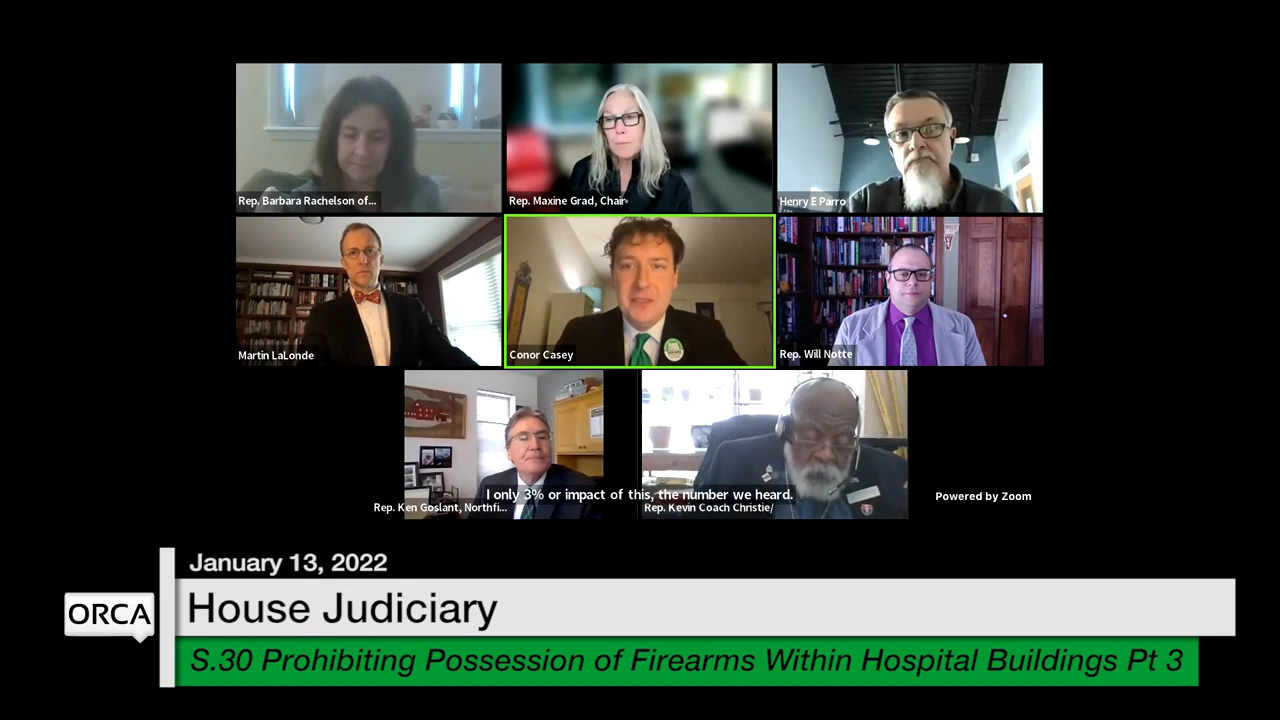 Rep. Barbara Rachelson of...
Rep. Maxine Grad, Chair
Henry E Parro
Martin LaLonde
Conor Casey
Rep. Will Notte
I only 3% or impact of this, the number we heard.
Rep. Ken Goslant, Northfi...
Rep. Kevin Coach Christie/
Powered by Zoom
January 13, 2022
ORCA
House Judiciary
S.30 Prohibiting Possession of Firearms Within Hospital Buildings Pt 3